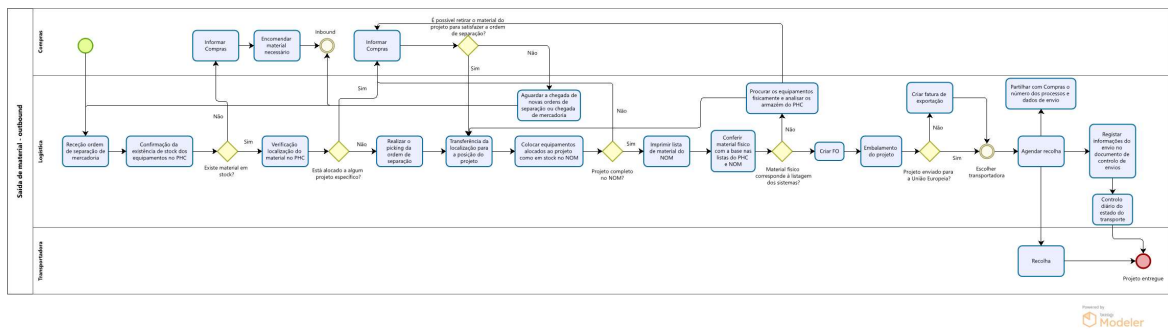 Saída de material - outbound
Compras
Logística
Transportadora
É possível retirar o material do
projeto para satisfazer a ordem
de separação?
Inbound
Informar
Compras
Encomendar
material
necessário
Informar
Compras
Não
Sim
Não
Sim
Não
Aguardar a chegada de
novas ordens de
separação ou chegada
de mercadoria
Não
Procurar os equipamentos
fisicamente e analisar os
armazém do PHC
Criar fatura de
exportação
Partilhar com Compras o
número dos processos e
dados de envio
Receção ordem
de separação de
mercadoria
Confirmação da
existência de stock dos
equipamentos no PHC
Existe material em
stock?
Sim
Verificação
localização do
material no PHC
Está alocado a algum
projeto específico?
Não
Realizar o
picking da
ordem de
separação
Transferência da
localização para
a posição do
projeto
Colocar equipamentos
alocados ao projeto
como em stock no NOM
Projeto completo
no NOM?
Sim
Imprimir lista
de material do
NOM
Conferir
material físico
com a base nas
listas do PHC
e NOM
Não
Material físico
corresponde à listagem
dos sistemas?
Criar FO
Embalamento
do projeto
Não
Projeto enviado para
a União Europeia?
Sim
Escolher
transportadora
Agendar recolha
Registar
informações do
envio no
documento de
controlo de
envios
Controlo
diário do
estado do
transporte
Recolha
Projeto entregue
Powered by
bizagi
Modeler